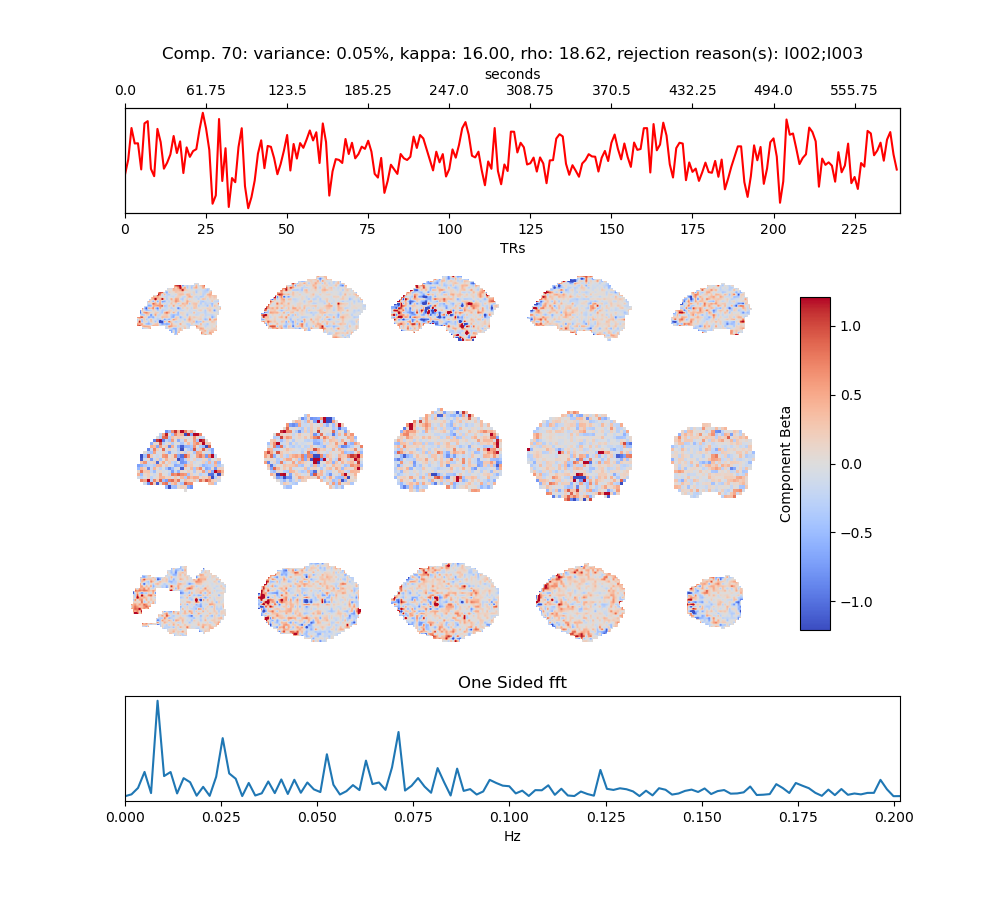 Comp. 70: variance: 0.05%, kappa: 16.00, rho: 18.62, rejection reason(s): I002;I003
seconds
0.0 61.75 123.5 185.25 247.0 308.75 370.5 432.25 494.0 555.75
0 25 50 75 100 125 150 175 200 225
TRs
1.0
0.5
0.0
−0.5
−1.0
Component Beta
One Sided fft
0.000 0.025 0.050 0.075 0.100 0.125 0.150 0.175 0.200
Hz